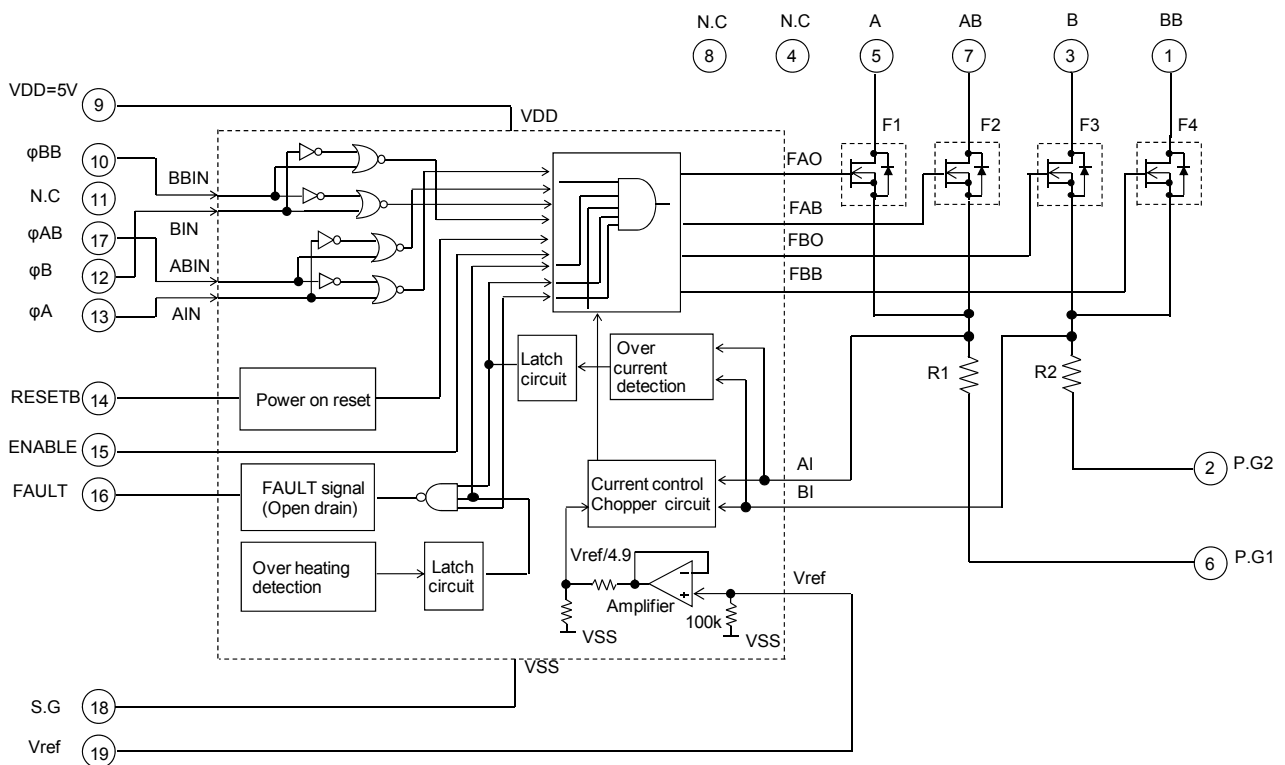 N.C N.C A AB B BB
8 4 5 7 3 1
VDD=5V
9
VDD
F1 F2 F3 F4
φBB
10
BBIN
FAO
N.C
11
BIN
φAB
17
FAB
φB
12
ABIN
FBO
φA
13
AIN
FBB
Latch
circuit
Over
current
detection
R1 R2
RESETB
14
Power on reset
ENABLE
15
AI
2
P.G2
FAULT
16
FAULT signal
(Open drain)
Current control
Chopper circuit
BI
Over heating
detection
Latch
circuit
Vref/4.9
-
+
Amplifier
Vref
6
P.G1
100k
VSS
VSS
VSS
S.G
18
Vref
19